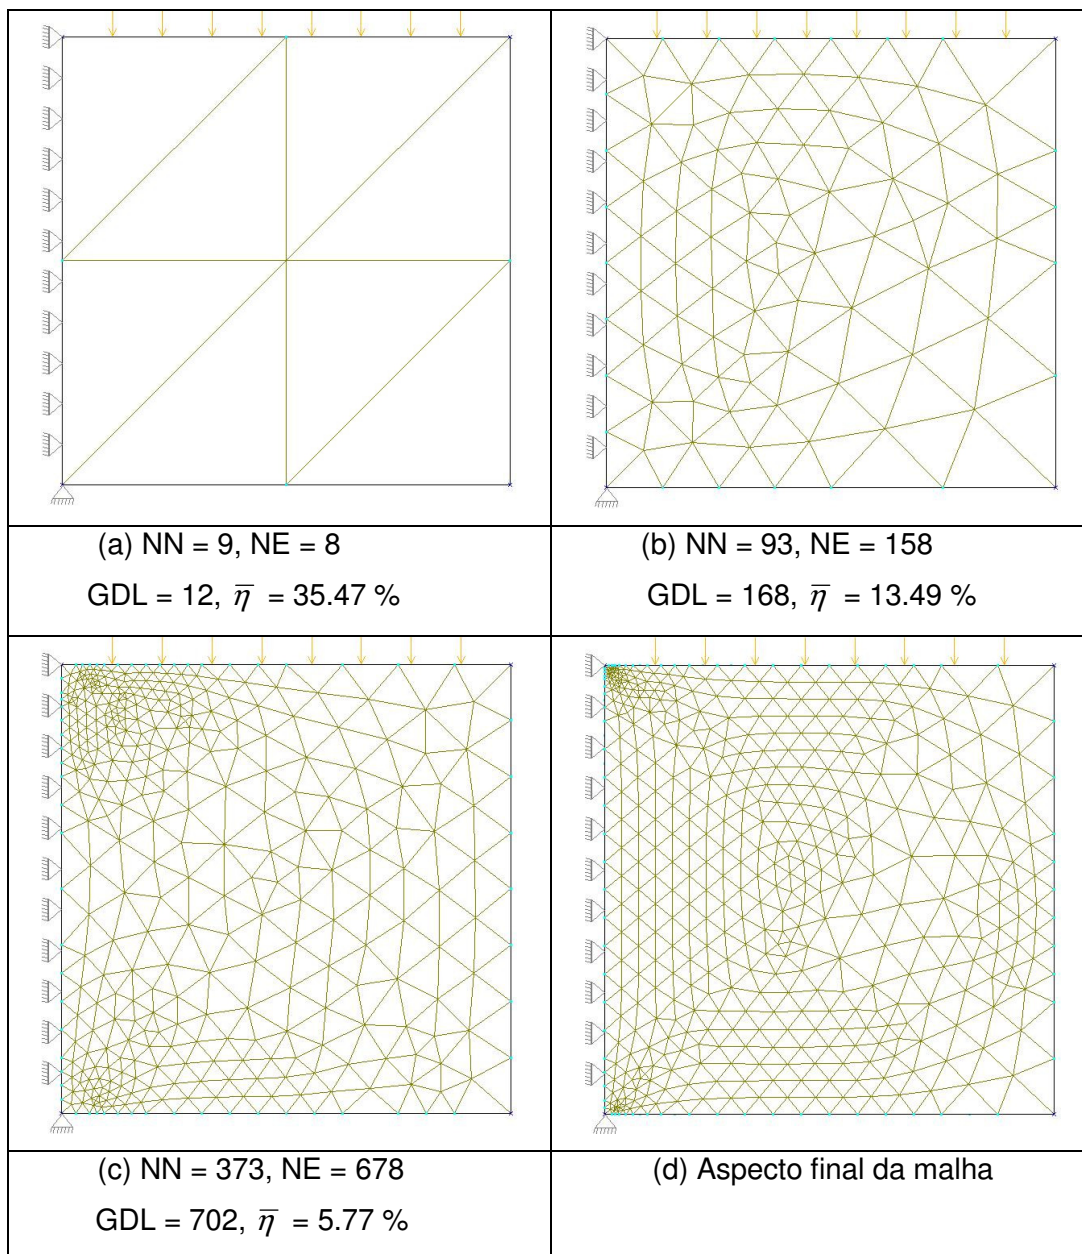 (a) NN = 9, NE = 8
GDL = 12, η̅ = 35.47 %
(b) NN = 93, NE = 158
GDL = 168, η̅ = 13.49 %
(c) NN = 373, NE = 678
GDL = 702, η̅ = 5.77 %
(d) Aspecto final da malha